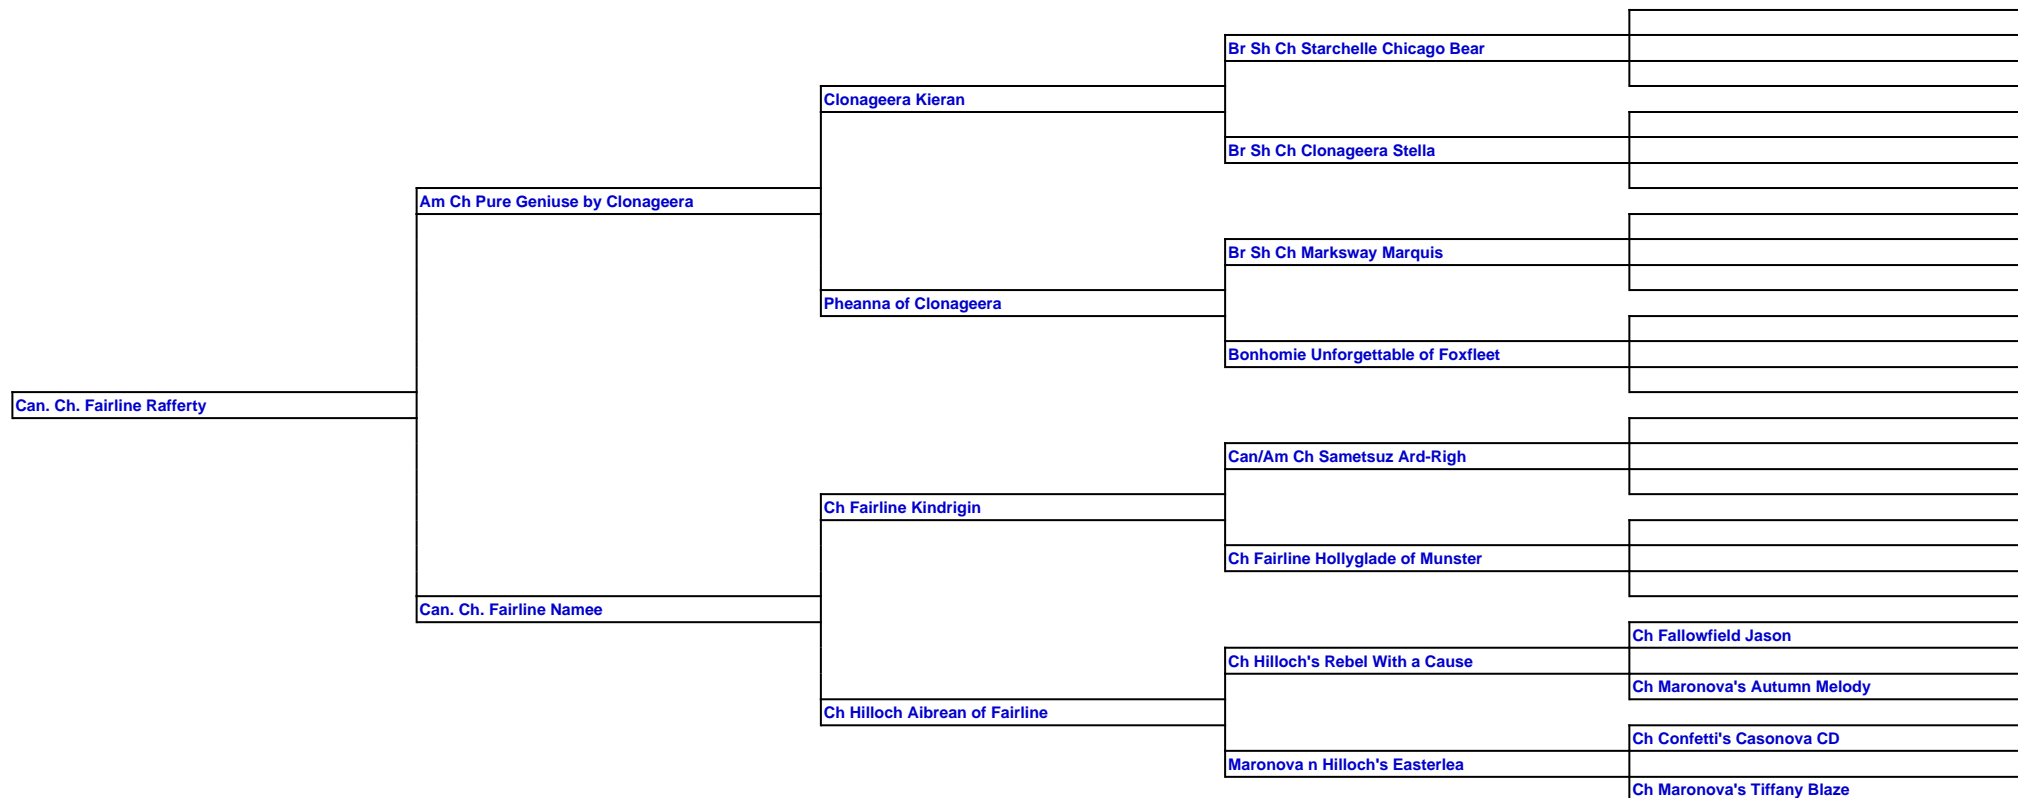 Br Sh Ch Starchelle Chicago Bear
Clonageera Kieran
Br Sh Ch Clonageera Stella
Am Ch Pure Geniuse by Clonageera
Br Sh Ch Marksway Marquis
Pheanna of Clonageera
Bonhomie Unforgettable of Foxfleet
Can. Ch. Fairline Rafferty
Can/Am Ch Sametsuz Ard-Righ
Ch Fairline Kindrigin
Ch Fairline Hollyglade of Munster
Can. Ch. Fairline Namee
Ch Fallowfield Jason
Ch Hilloch's Rebel With a Cause
Ch Maronova's Autumn Melody
Ch Hilloch Aibrean of Fairline
Ch Confetti's Casonova CD
Maronova n Hilloch's Easterlea
Ch Maronova's Tiffany Blaze